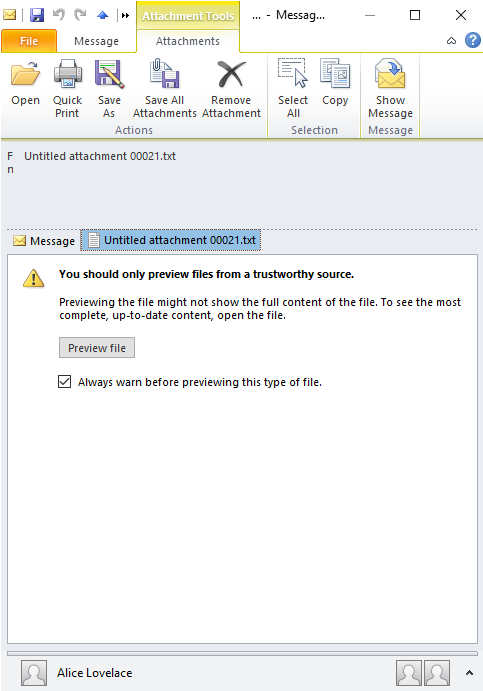 Attachment Tools
... - Messag...
File Message Attachments
Open Quick Print Save As Save All Attachments Remove Attachment Select All Copy Show Message
Actions Selection Message
F Untitled attachment 00021.txt
n
Message Untitled attachment 00021.txt
You should only preview files from a trustworthy source.
Previewing the file might not show the full content of the file. To see the most
complete, up-to-date content, open the file.
Preview file
Always warn before previewing this type of file.
Alice Lovelace